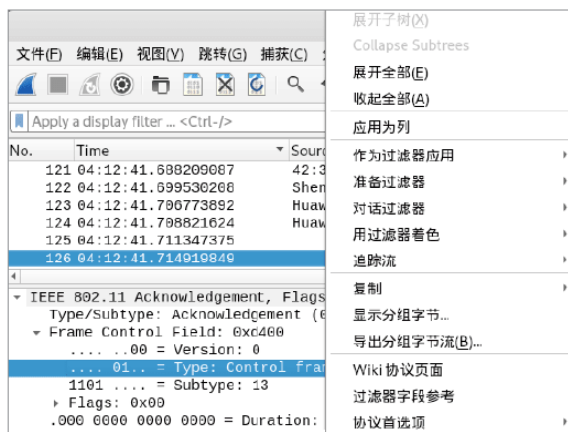 文件(F) 编辑(E) 视图(V) 跳转(G) 捕获(C)
Apply a display filter ... <Ctrl-/>
No. Time Sourc
121 04:12:41.688209087 42:3
122 04:12:41.699530208 Shen
123 04:12:41.706773892 Huaw
124 04:12:41.708821624 Huaw
125 04:12:41.711347375
126 04:12:41.714919849
IEEE 802.11 Acknowledgement, Flags
Type/Subtype: Acknowledgement (0
Frame Control Field: 0xd400
.... ..00 = Version: 0
.... 01.. = Type: Control fram
1101 .... = Subtype: 13
Flags: 0x00
.000 0000 0000 0000 = Duration:
展开子树(X)
Collapse Subtrees
展开全部(E)
收起全部(A)
应用为列
作为过滤器应用
准备过滤器
对话过滤器
用过滤器着色
追踪流
复制
显示分组字节...
导出分组字节流(B)...
Wiki 协议页面
过滤器字段参考
协议首选项